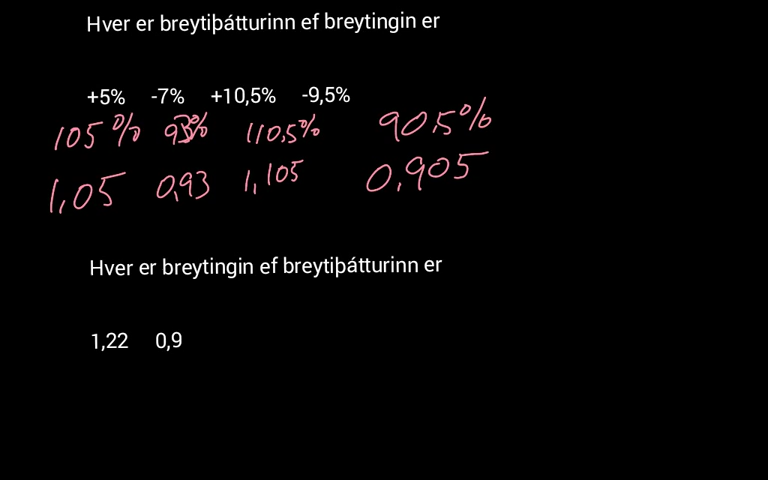 Hver er breytiþátturinn ef breytingin er
+5% -7% +10,5% -9,5%
105% 93% 110,5% 90,5%
1,05 0,93 1,105 0,905
Hver er breytingin ef breytiþátturinn er
1,22 0,9